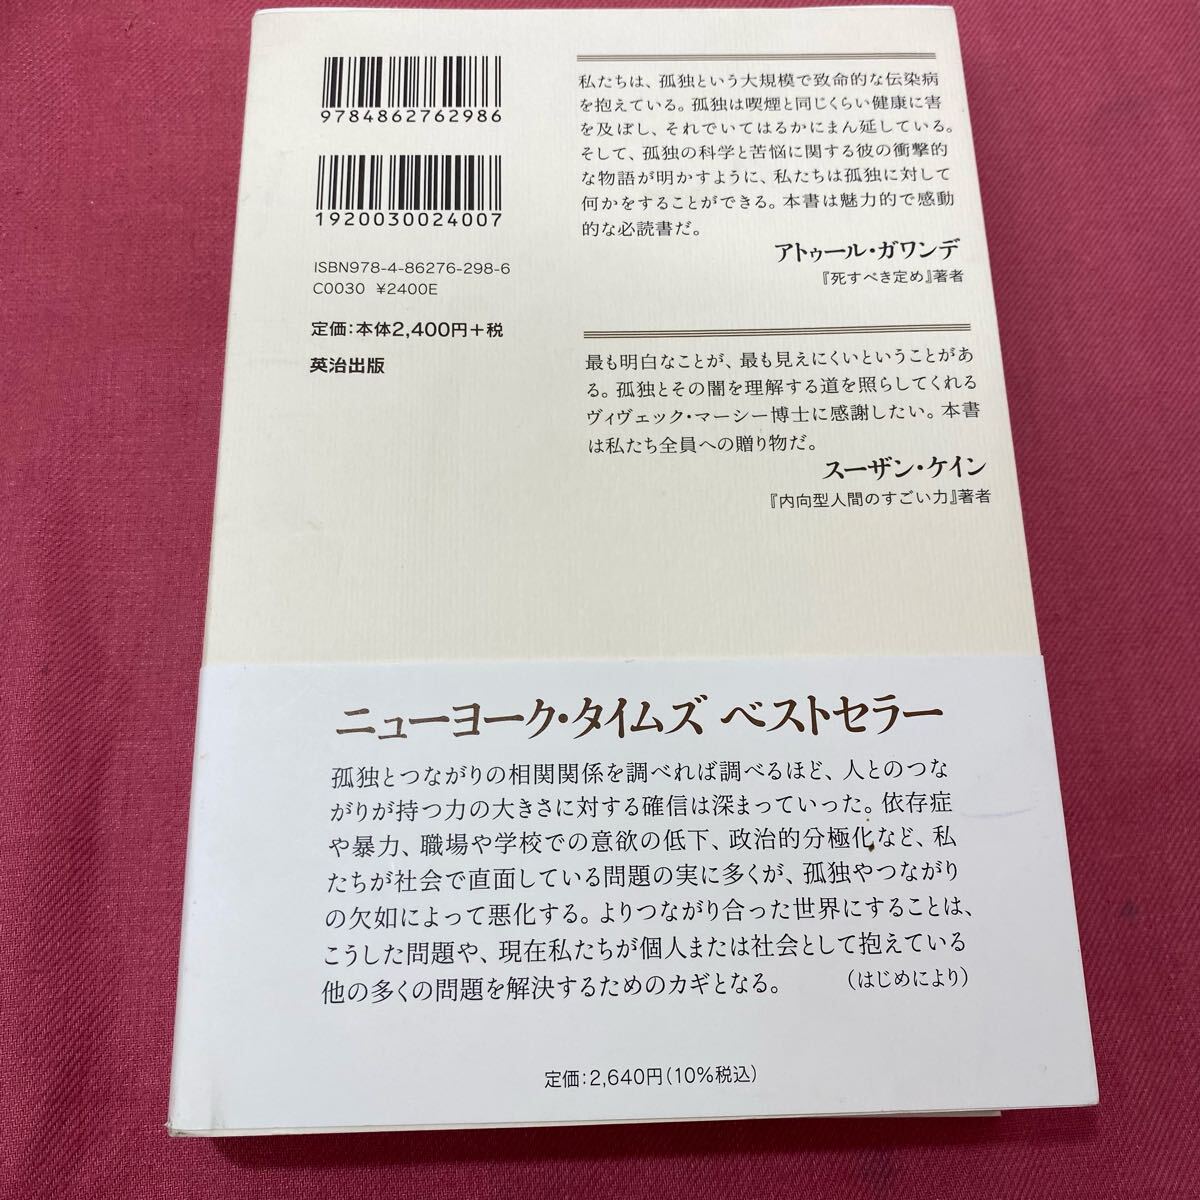 9784862762986
1920030024007
ISBN978-4-86276-298-6
C0030 ¥2400E
定価：本体2,400円＋税
英治出版
私たちは、孤独という大規模で致命的な伝染病
を抱えている。孤独は喫煙と同じくらい健康に害
を及ぼし、それでいてはるかにまん延している。
そして、孤独の科学と苦悩に関する彼の衝撃的
な物語が明かすように、私たちは孤独に対して
何かをすることができる。本書は魅力的で感動
的な必読書だ。
アトゥール・ガワンデ
『死すべき定め』著者
最も明白なことが、最も見えにくいということがあ
る。孤独とその闇を理解する道を照らしてくれる
ヴィヴェック・マーシー博士に感謝したい。本書
は私たち全員への贈り物だ。
スーザン・ケイン
『内向型人間のすごい力』著者
ニューヨーク・タイムズ ベストセラー
孤独とつながりの相関関係を調べれば調べるほど、人とのつな
がりが持つ力の大きさに対する確信は深まっていった。依存症
や暴力、職場や学校での意欲の低下、政治的分極化など、私
たちが社会で直面している問題の実に多くが、孤独やつながり
の欠如によって悪化する。よりつながり合った世界にすることは、
こうした問題や、現在私たちが個人または社会として抱えている
他の多くの問題を解決するためのカギとなる。 （はじめにより）
定価：2,640円（10％税込）